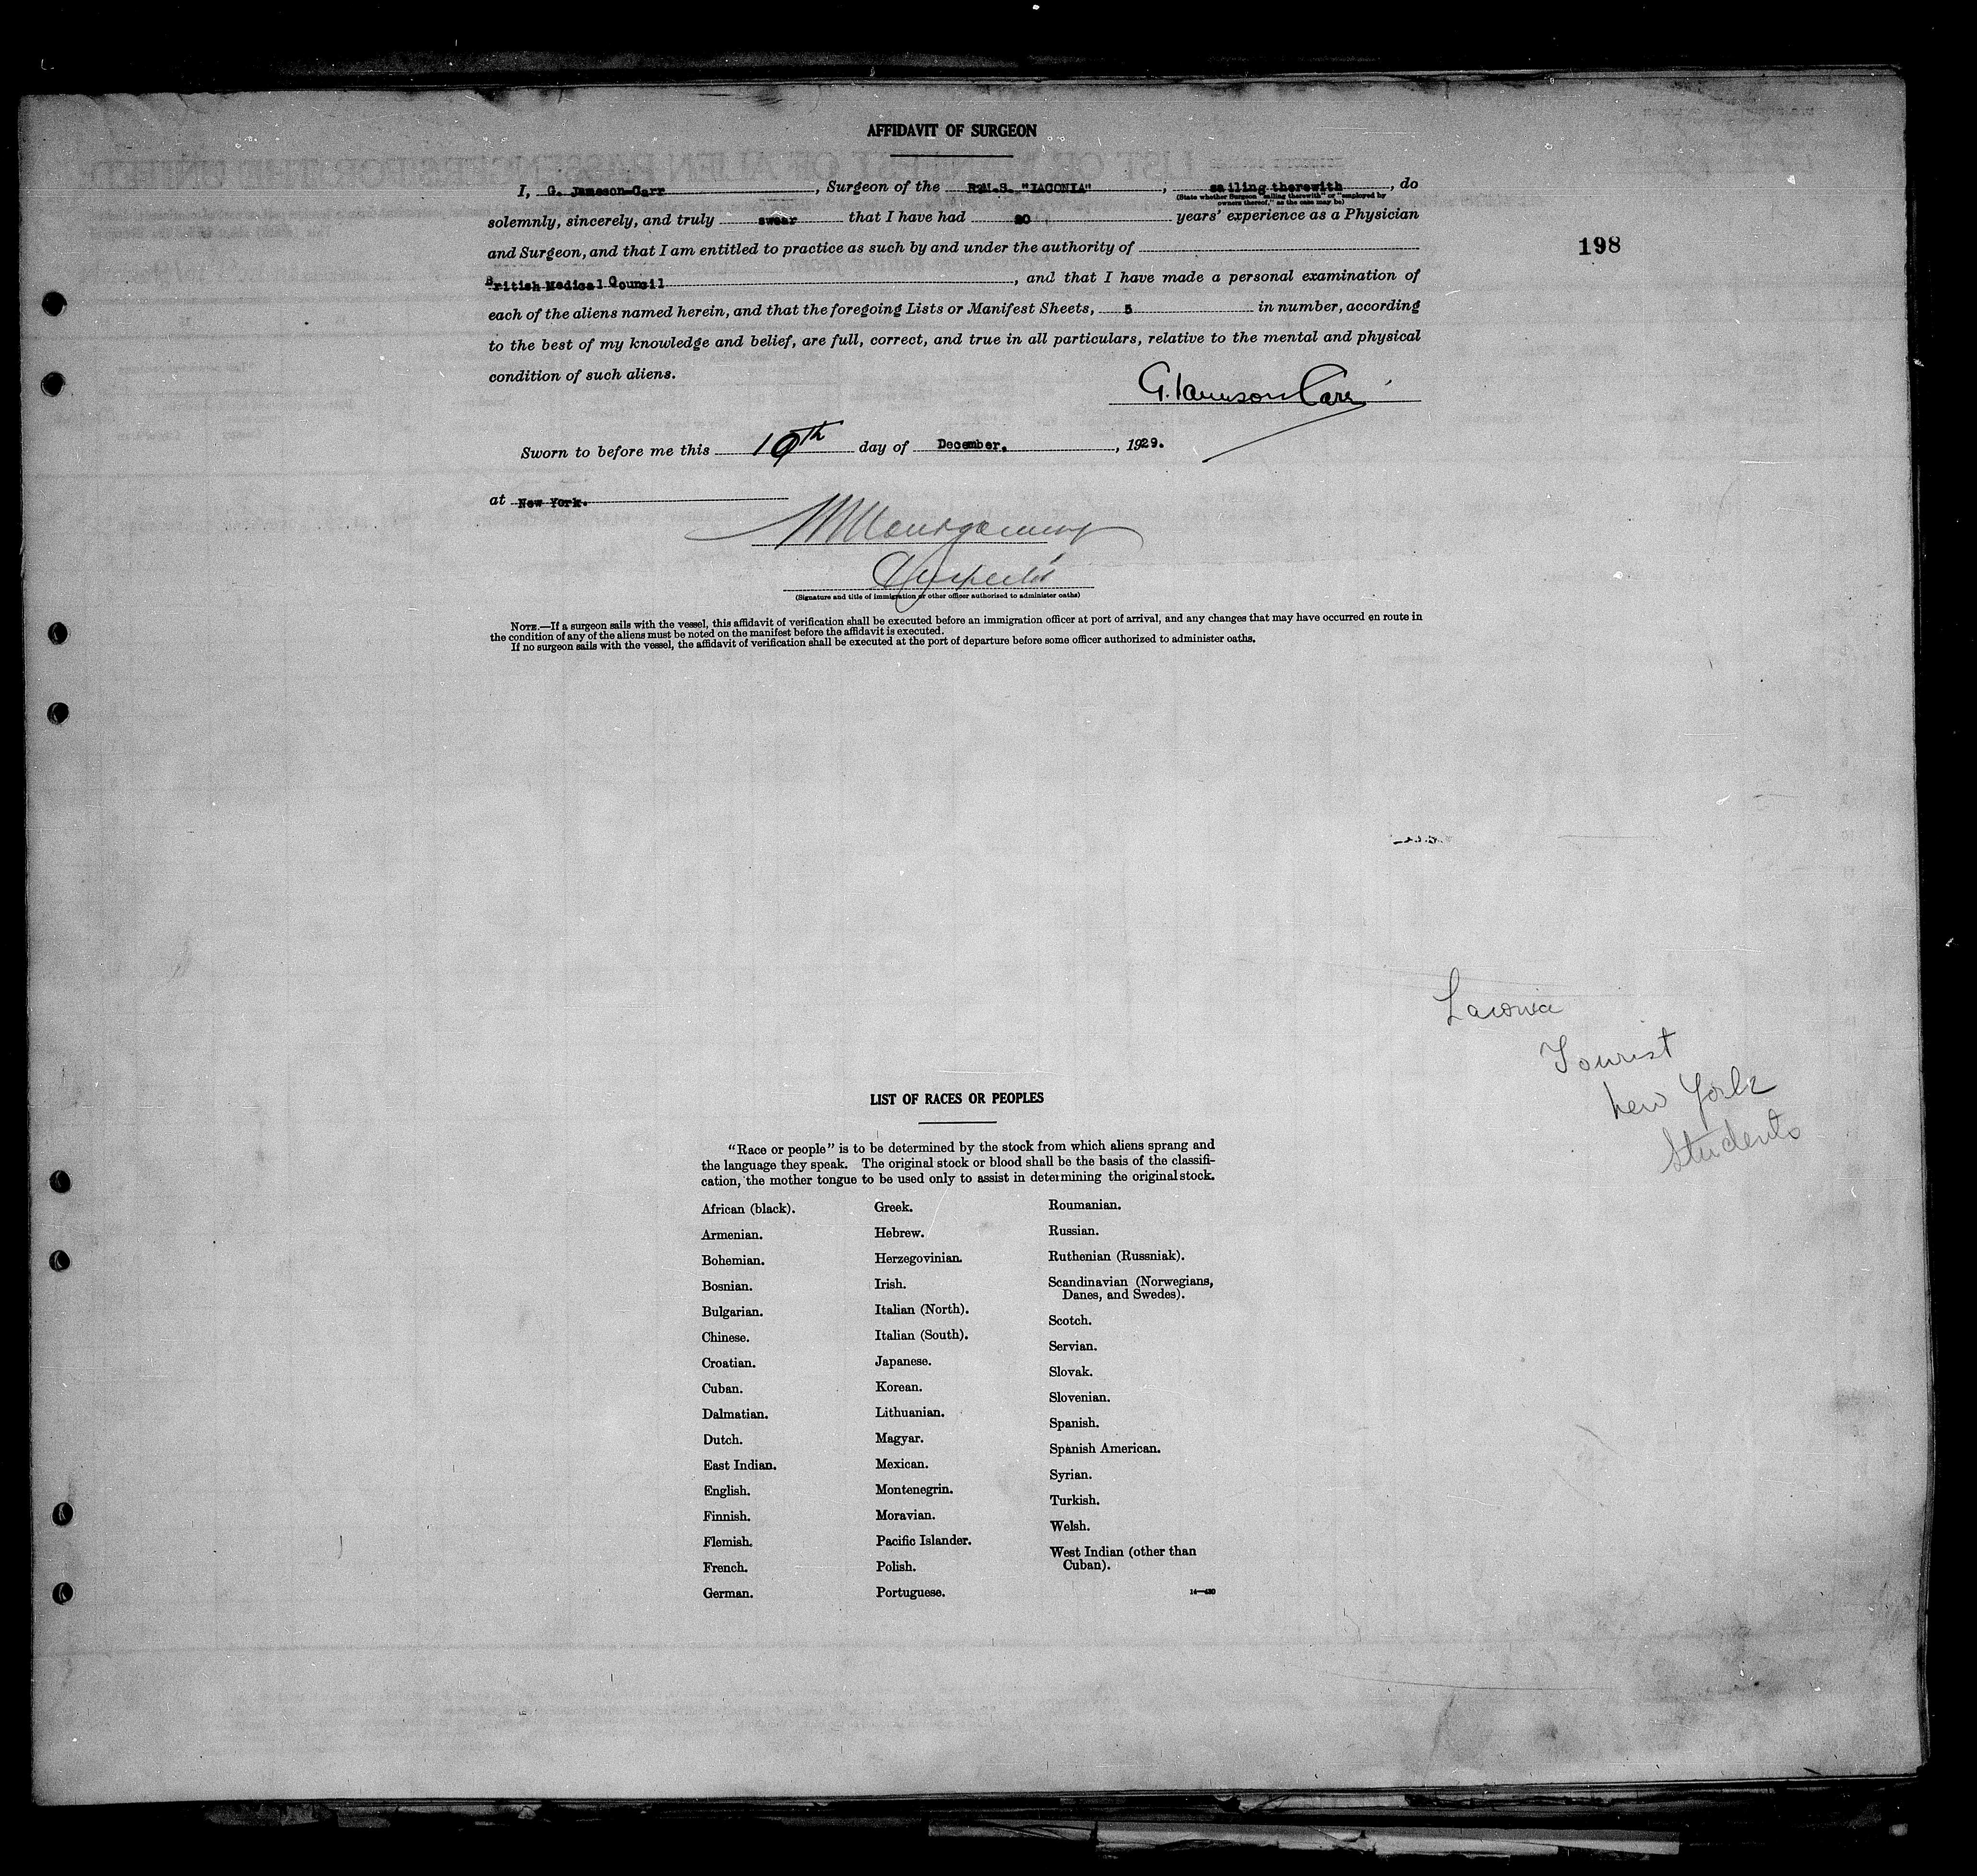 AFFIDAVIT OF SURGEON
I, G. Jameson-Carr, Surgeon of the R.M.S. "LACONIA", sailing therewith, do
(State whether Surgeon "sailing therewith" or "employed by
owners thereof," as the case may be)
solemnly, sincerely, and truly swear that I have had 20 years' experience as a Physician
and Surgeon, and that I am entitled to practice as such by and under the authority of
British Medical Council, and that I have made a personal examination of
each of the aliens named herein, and that the foregoing Lists or Manifest Sheets, 5 in number, according
to the best of my knowledge and belief, are full, correct, and true in all particulars, relative to the mental and physical
condition of such aliens.
G. Jameson Carr
Sworn to before me this 19th day of December, 1929.
at New York.
Montgomery
Inspector
(Signature and title of immigration or other officer authorized to administer oaths)
NOTE.—If a surgeon sails with the vessel, this affidavit of verification shall be executed before an immigration officer at port of arrival, and any changes that may have occurred en route in
the condition of any of the aliens must be noted on the manifest before the affidavit is executed.
If no surgeon sails with the vessel, the affidavit of verification shall be executed at the port of departure before some officer authorized to administer oaths.
198
Laconia
Tourist
New York
Students
LIST OF RACES OR PEOPLES
"Race or people" is to be determined by the stock from which aliens sprang and
the language they speak. The original stock or blood shall be the basis of the classifi-
cation, the mother tongue to be used only to assist in determining the original stock.
African (black).
Armenian.
Bohemian.
Bosnian.
Bulgarian.
Chinese.
Croatian.
Cuban.
Dalmatian.
Dutch.
East Indian.
English.
Finnish.
Flemish.
French.
German.
Greek.
Hebrew.
Herzegovinian.
Irish.
Italian (North).
Italian (South).
Japanese.
Korean.
Lithuanian.
Magyar.
Mexican.
Montenegrin.
Moravian.
Pacific Islander.
Polish.
Portuguese.
Roumanian.
Russian.
Ruthenian (Russniak).
Scandinavian (Norwegians,
Danes, and Swedes).
Scotch.
Servian.
Slovak.
Slovenian.
Spanish.
Spanish American.
Syrian.
Turkish.
Welsh.
West Indian (other than
Cuban).
14—430